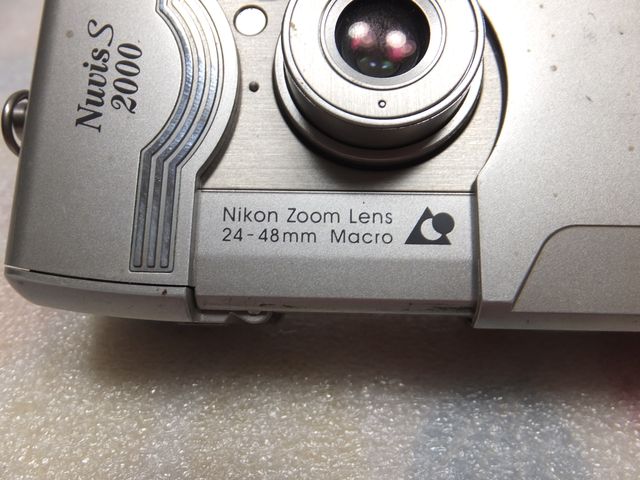 Nuvis S
2000
Nikon Zoom Lens
24-48mm Macro